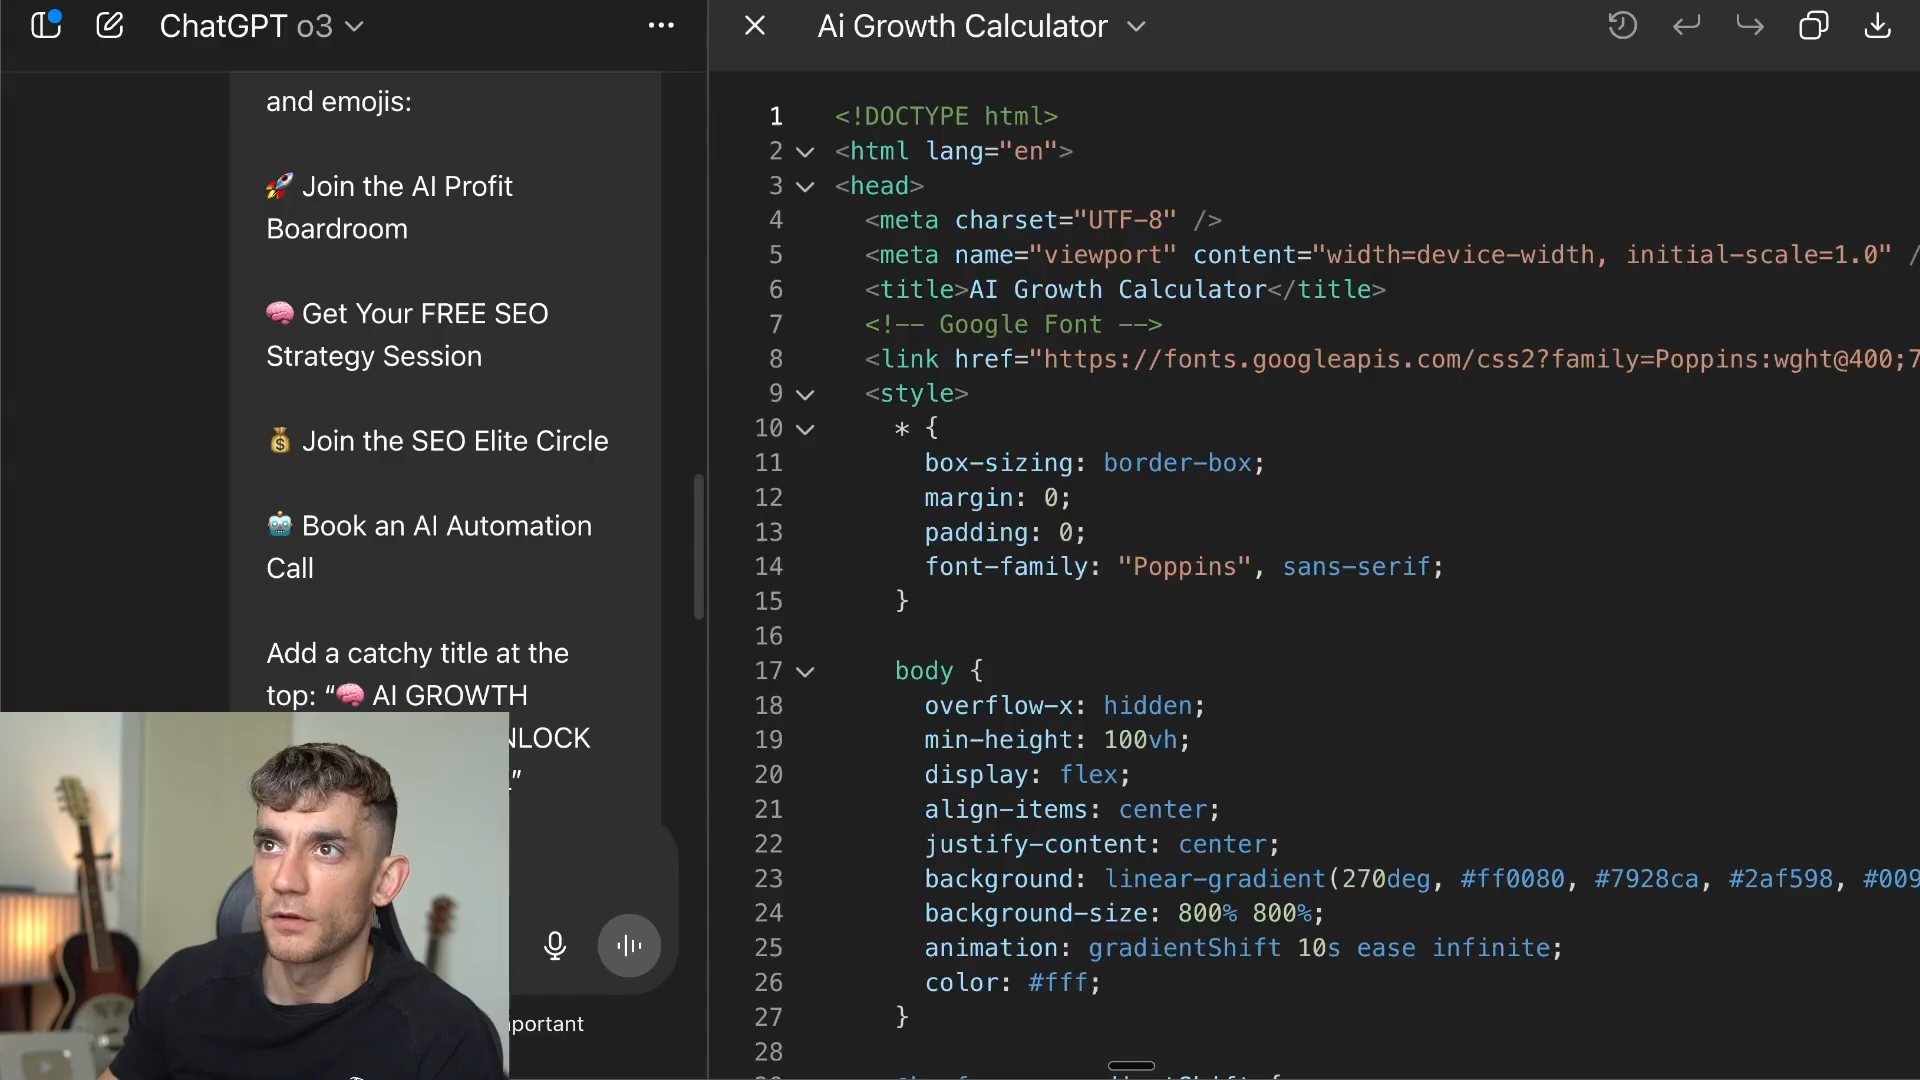 ChatGPT o3
and emojis:
🚀 Join the AI Profit
Boardroom
🧠 Get Your FREE SEO
Strategy Session
💰 Join the SEO Elite Circle
🤖 Book an AI Automation
Call
Add a catchy title at the
top: “🧠 AI GROWTH
”
Ai Growth Calculator
1 <!DOCTYPE html>
2 <html lang="en">
3 <head>
4 <meta charset="UTF-8" />
5 <meta name="viewport" content="width=device-width, initial-scale=1.0" /
6 <title>AI Growth Calculator</title>
7 <!-- Google Font -->
8 <link href="https://fonts.googleapis.com/css2?family=Poppins:wght@400;7
9 <style>
10 * {
11 box-sizing: border-box;
12 margin: 0;
13 padding: 0;
14 font-family: "Poppins", sans-serif;
15 }
16
17 body {
18 overflow-x: hidden;
19 min-height: 100vh;
20 display: flex;
21 align-items: center;
22 justify-content: center;
23 background: linear-gradient(270deg, #ff0080, #7928ca, #2af598, #009
24 background-size: 800% 800%;
25 animation: gradientShift 10s ease infinite;
26 color: #fff;
27 }
28